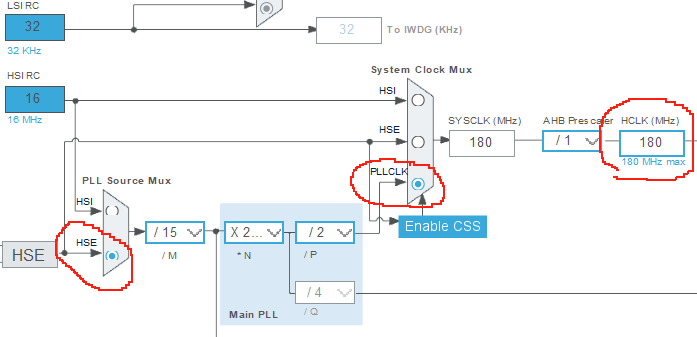 LSI RC
32
32 KHz
32
To IWDG (KHz)
HSI RC
16
16 MHz
System Clock Mux
HSI
HSE
PLLCLK
SYSCLK (MHz)
180
AHB Prescaler
/ 1
HCLK (MHz)
180
180 MHz max
Enable CSS
PLL Source Mux
HSI
HSE
HSE
/ 15
/ M
X 2...
* N
/ 2
/ P
/ 4
/ Q
Main PLL